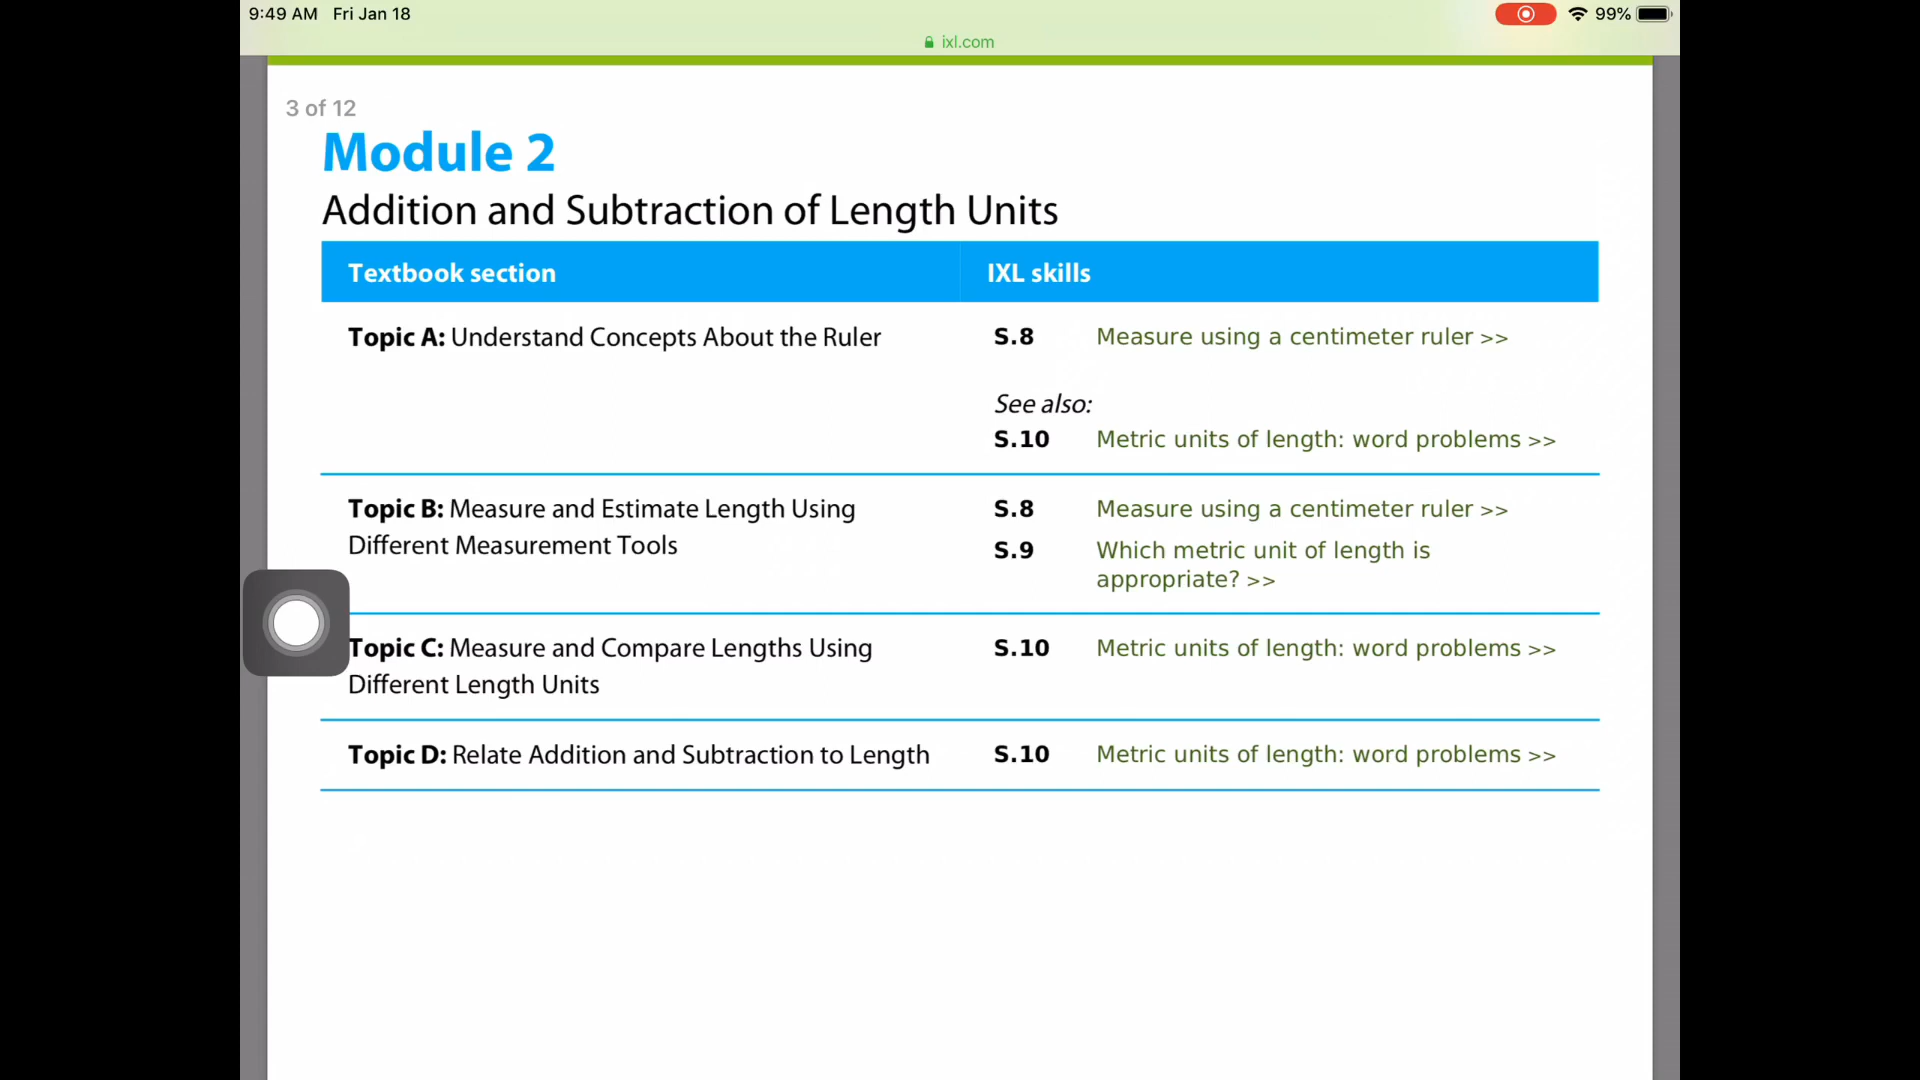 9:49 AM Fri Jan 18
99%
ixl.com
3 of 12
Module 2
Addition and Subtraction of Length Units
Textbook section IXL skills
Topic A: Understand Concepts About the Ruler S.8 Measure using a centimeter ruler >>
See also:
S.10 Metric units of length: word problems >>
Topic B: Measure and Estimate Length Using S.8 Measure using a centimeter ruler >>
Different Measurement Tools
S.9 Which metric unit of length is
appropriate? >>
Topic C: Measure and Compare Lengths Using S.10 Metric units of length: word problems >>
Different Length Units
Topic D: Relate Addition and Subtraction to Length S.10 Metric units of length: word problems >>